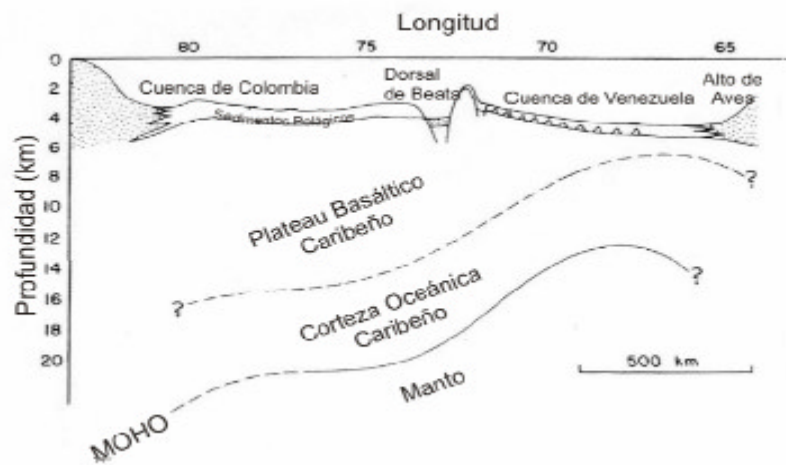 Longitud
80 75 70 65
0
2
4
6
8
10
12
14
16
18
20
Profundidad (km)
Cuenca de Colombia
Dorsal
de Beata
Cuenca de Venezuela
Alto de
Aves
Sedimentos Pelágicos
Plateau Basáltico
Caribeño
?
?
Corteza Oceánica
Caribeño
?
500 km
Manto
MOHO